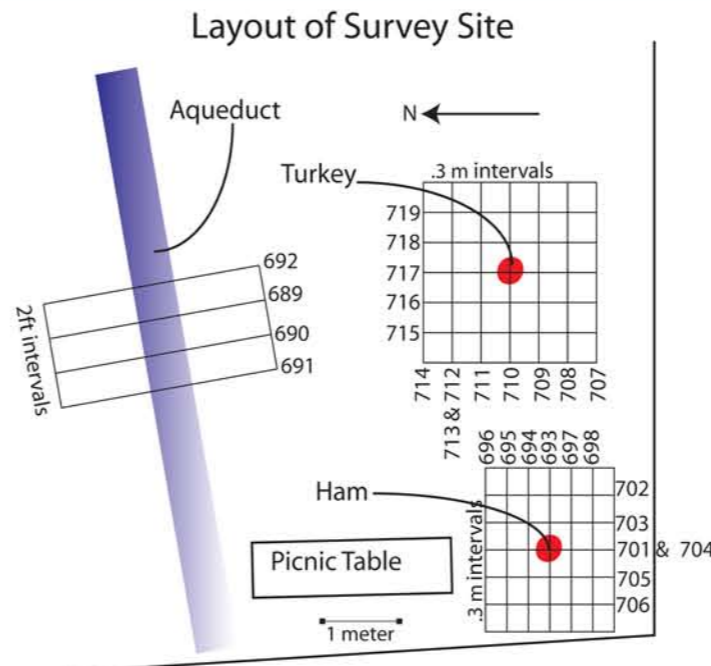 Layout of Survey Site
Aqueduct
N
Turkey
.3 m intervals
719
718
717
716
715
714
713 & 712
711
710
709
708
707
692
689
690
691
2ft intervals
696
695
694
693
697
698
Ham
.3 m intervals
702
703
701 & 704
705
706
Picnic Table
1 meter